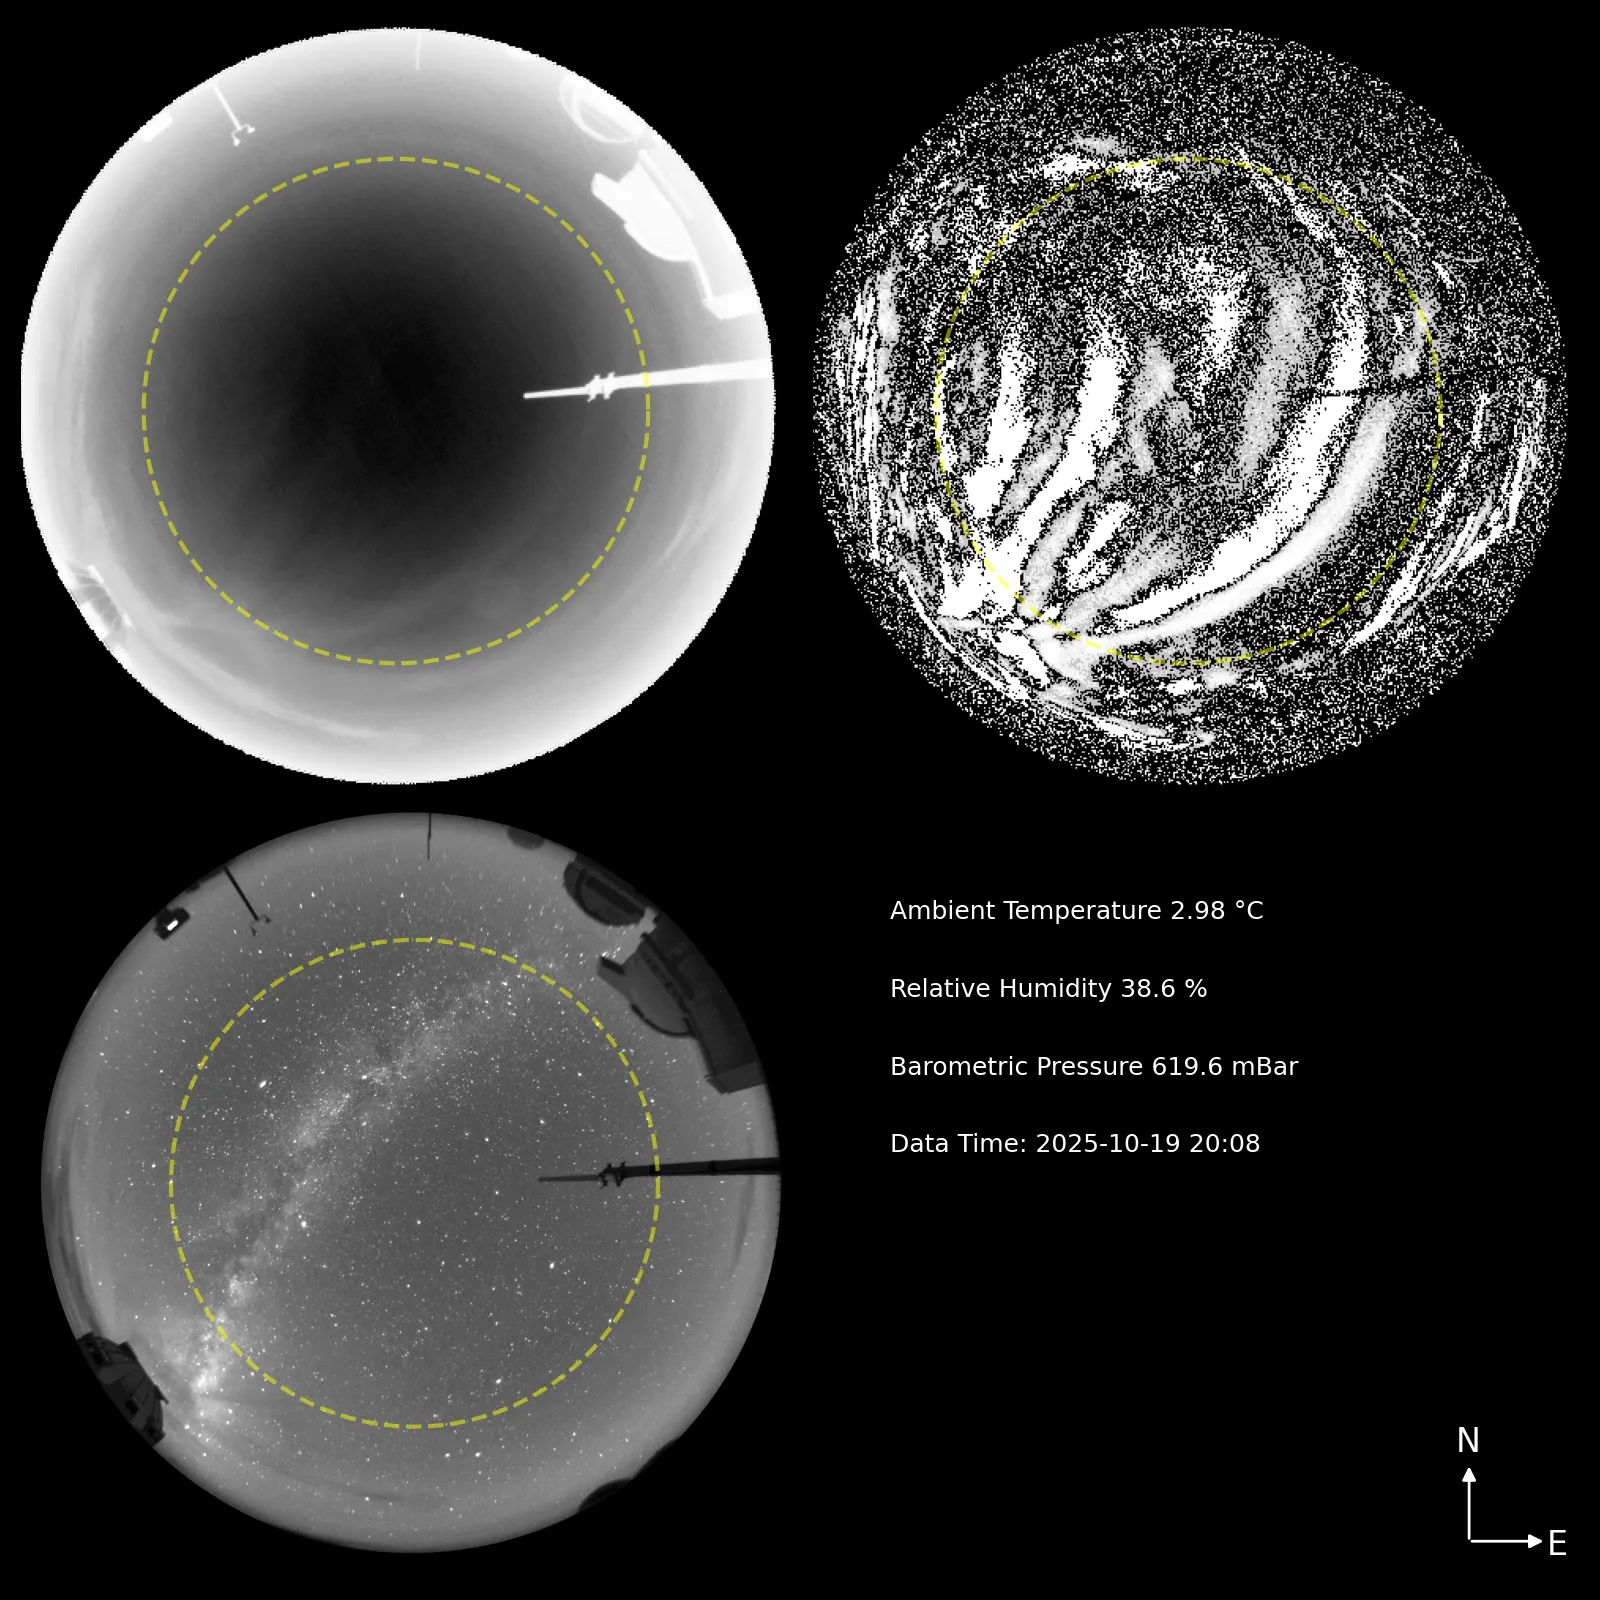 Ambient Temperature 2.98 °C
Relative Humidity 38.6 %
Barometric Pressure 619.6 mBar
Data Time: 2025-10-19 20:08
N
E